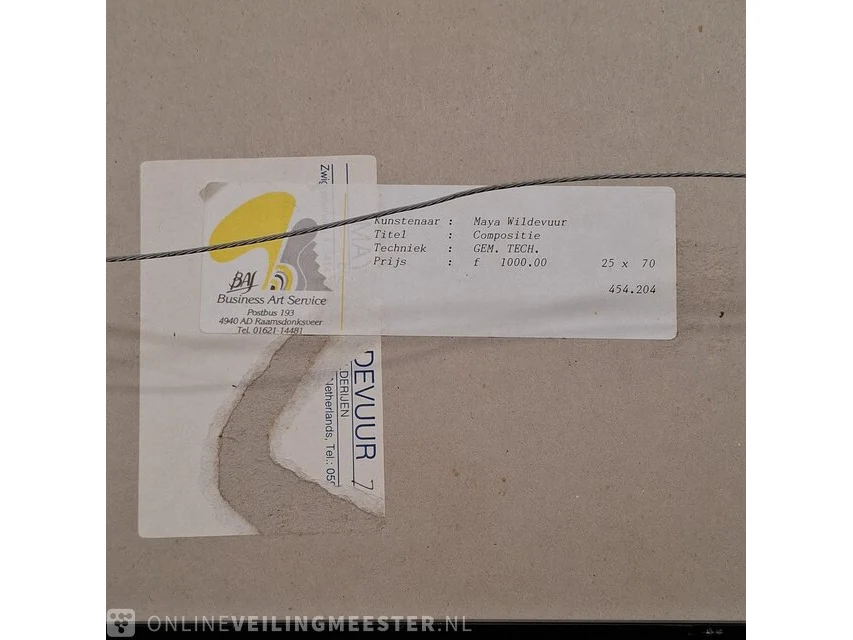 Kunstenaar : Maya Wildevuur
Titel : Compositie
Techniek : GEM. TECH.
Prijs : f 1000.00 25 x 70
454.204
BAS
Business Art Service
Postbus 193
4940 AD Raamsdonksveer
Tel. 01621-14481
DEVUUR
DERIJEN
Netherlands, Tel.: 05
ONLINEVEILINGMEESTER.NL